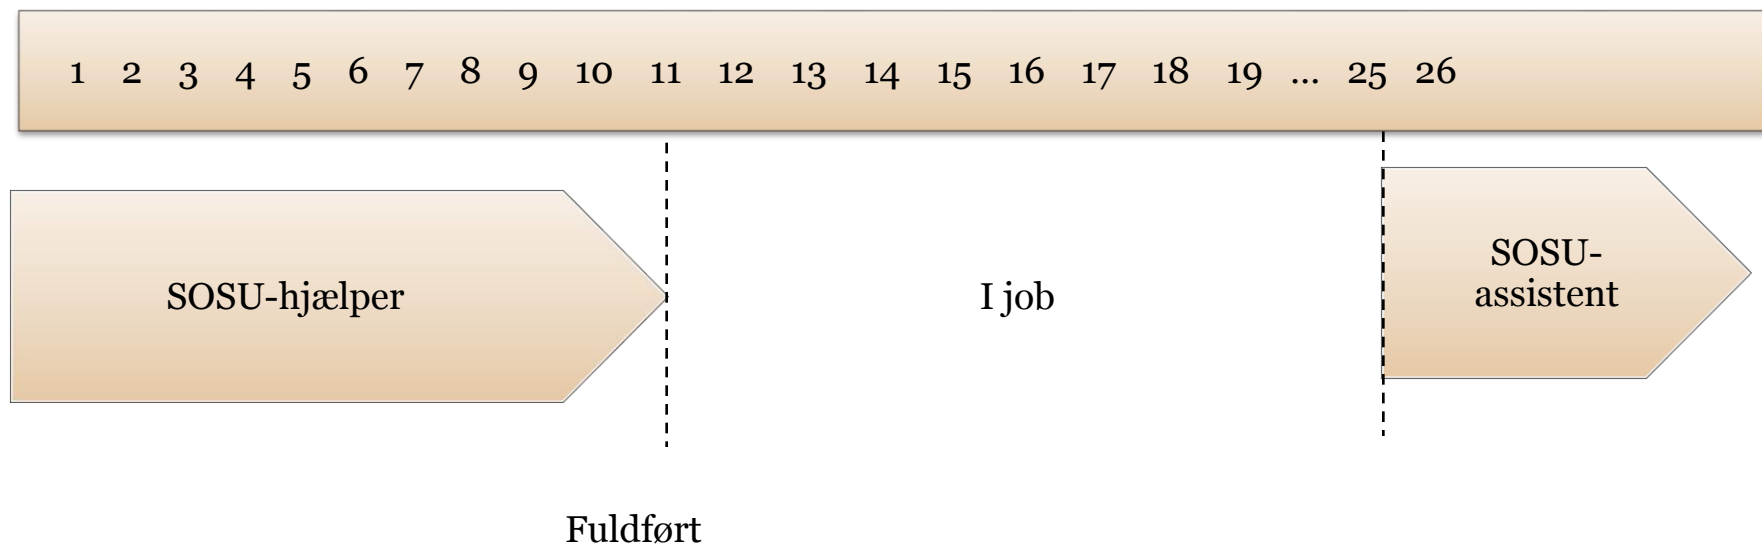 1 2 3 4 5 6 7 8 9 10 11 12 13 14 15 16 17 18 19 ... 25 26
SOSU-hjælper
I job
SOSU-
assistent
Fuldført